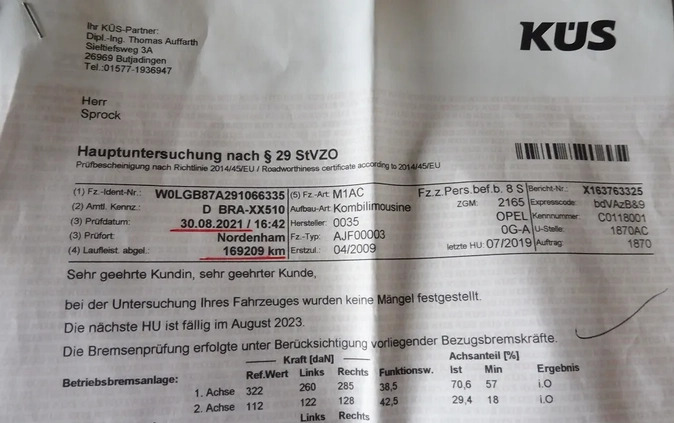 Ihr KÜS-Partner:
Dipl.-Ing. Thomas Auffarth
Sieltiefsweg 3A
26969 Butjadingen
Tel.:01577-1936947
KÜS
Herr
Sprock
Hauptuntersuchung nach § 29 StVZO
Prüfbescheinigung nach Richtlinie 2014/45/EU / Roadworthiness certificate according to 2014/45/EU
(1) Fz.-Ident-Nr.: W0LGB87A291066335 (5) Fz.-Art: M1AC Fz.z.Pers.bef.b. 8 S Bericht-Nr.: X163763325
(2) Amtl. Kennz.: D BRA-XX510 Aufbau-Art: Kombilimousine ZGM: 2165 Expresscode: bdVAzB&9
(3) Prüfdatum: 30.08.2021 / 16:42 Hersteller: 0035 OPEL Kennnummer: C0118001
(3) Prüfort: Nordenham Fz.-Typ: AJF00003 0G-A U-Stelle: 1870AC
(4) Laufleist. abgel.: 169209 km Erstzul.: 04/2009 letzte HU: 07/2019 Auftrag: 1870
Sehr geehrte Kundin, sehr geehrter Kunde,
bei der Untersuchung Ihres Fahrzeuges wurden keine Mängel festgestellt.
Die nächste HU ist fällig im August 2023.
Die Bremsenprüfung erfolgte unter Berücksichtigung vorliegender Bezugsbremskräfte.
Kraft [daN] Achsanteil [%]
Betriebsbremsanlage: Ref.Wert Links Rechts Funktionsw. Ist Min Ergebnis
1. Achse 322 260 285 38,5 70,6 57 i.O
2. Achse 112 122 128 42,5 29,4 18 i.O
Links Rechts